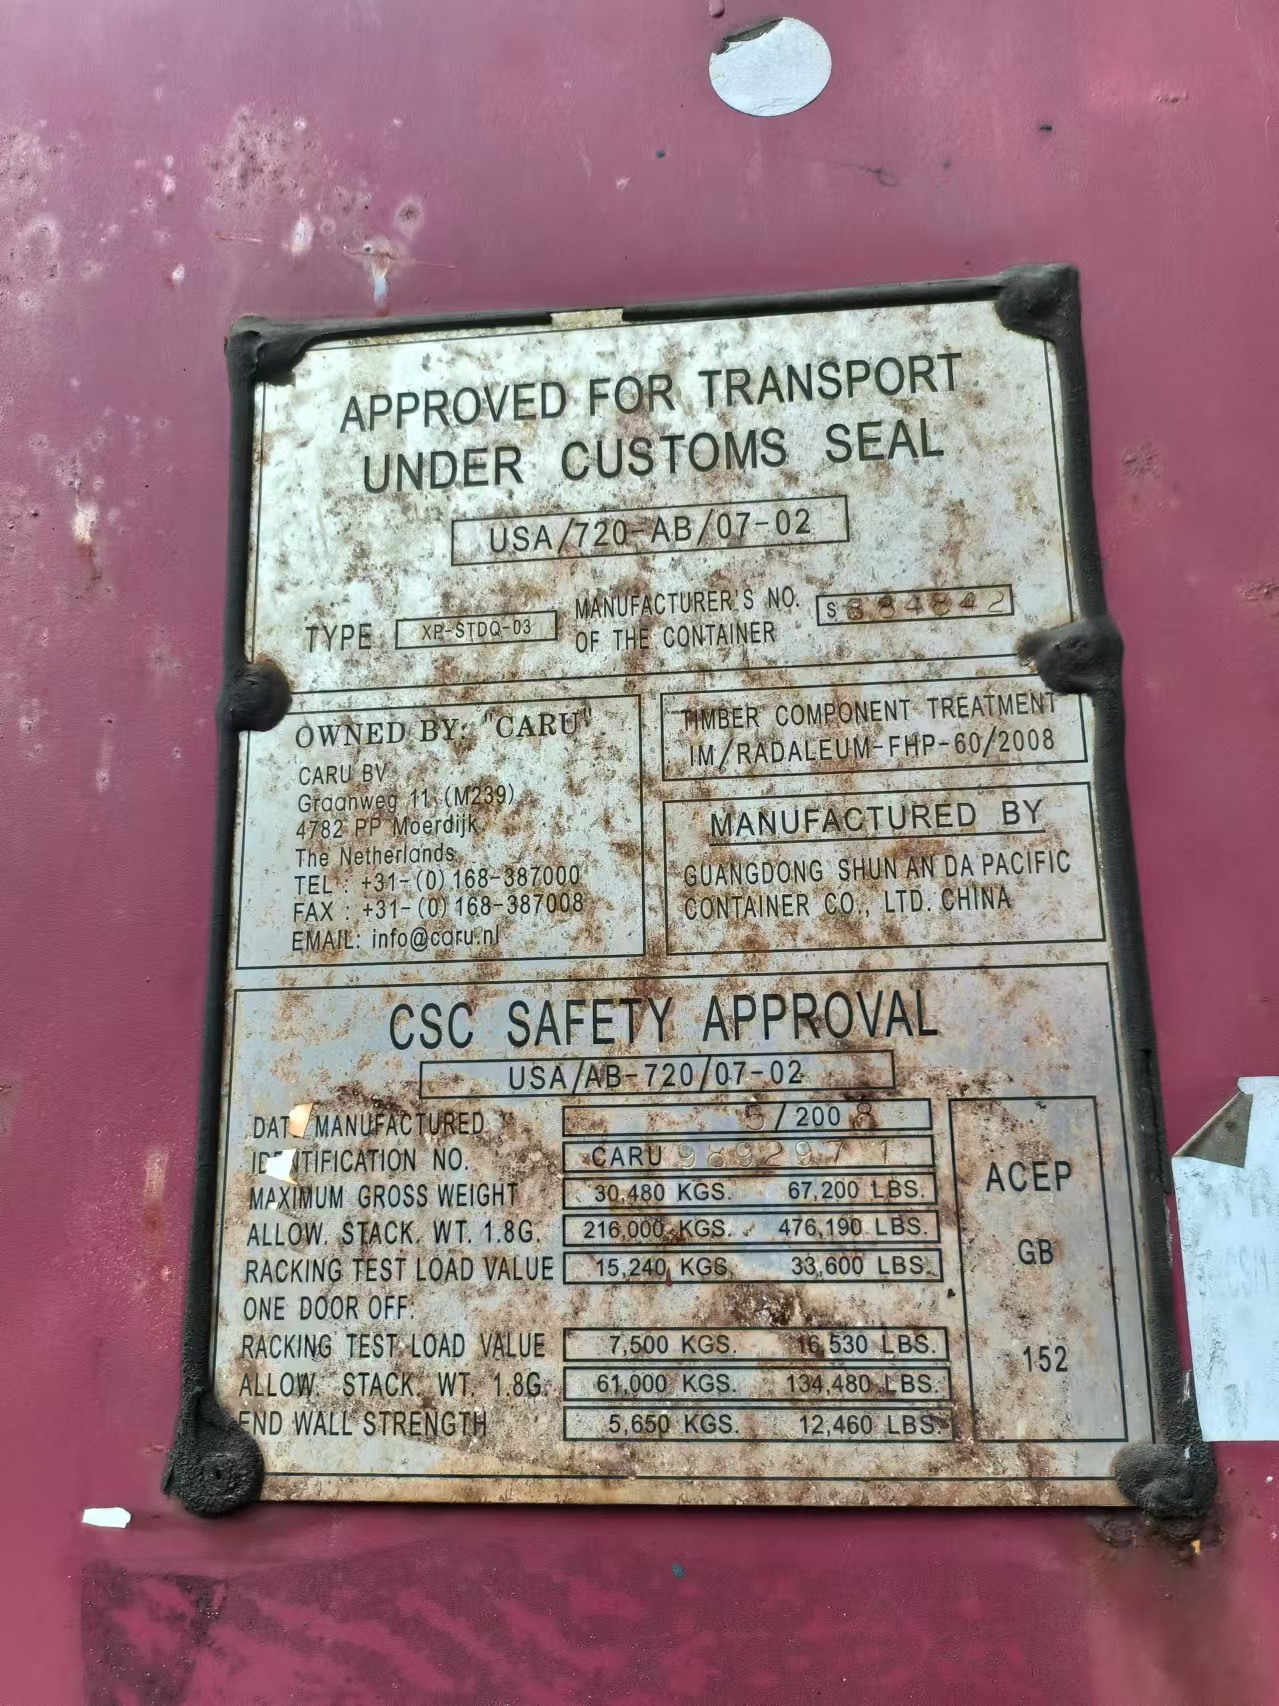 APPROVED FOR TRANSPORT
UNDER CUSTOMS SEAL
USA/720-AB/07-02
TYPE XP-STDQ-03
MANUFACTURER'S NO. OF THE CONTAINER S884842
OWNED BY: "CARU"
CARU BV
Graanweg 11 (M239)
4782 PP Moerdijk
The Netherlands
TEL : +31-(0)168-387000
FAX : +31-(0)168-387008
EMAIL: info@caru.nl
TIMBER COMPONENT TREATMENT
IM/RADALEUM-FHP-60/2008
MANUFACTURED BY
GUANGDONG SHUN AN DA PACIFIC
CONTAINER CO., LTD. CHINA
CSC SAFETY APPROVAL
USA/AB-720/07-02
DATE MANUFACTURED 5/2008
IDENTIFICATION NO. CARU 9892971
MAXIMUM GROSS WEIGHT 30,480 KGS. 67,200 LBS.
ALLOW. STACK. WT. 1.8G. 216,000 KGS. 476,190 LBS.
RACKING TEST LOAD VALUE 15,240 KGS. 33,600 LBS.
ONE DOOR OFF:
RACKING TEST LOAD VALUE 7,500 KGS. 16,530 LBS.
ALLOW. STACK. WT. 1.8G. 61,000 KGS. 134,480 LBS.
END WALL STRENGTH 5,650 KGS. 12,460 LBS.
ACEP
GB
152